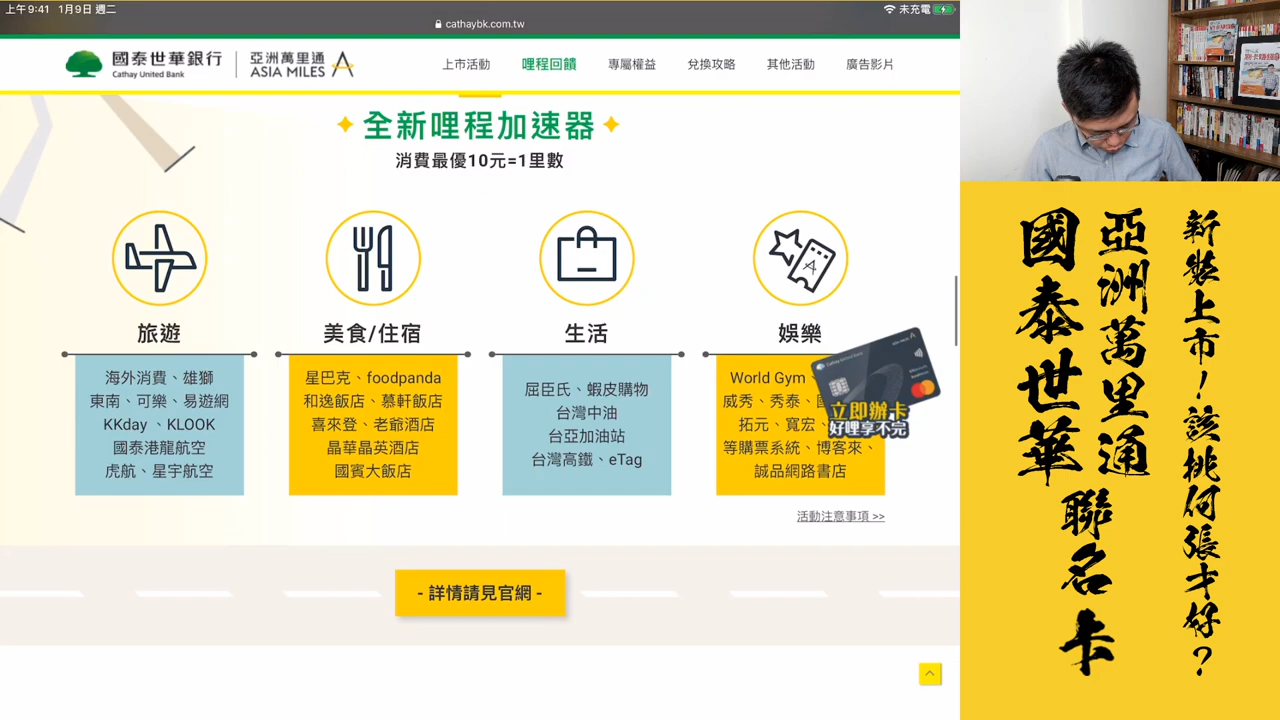 上午9:41 1月9日 週二
未充電
cathaybk.com.tw
國泰世華銀行
Cathay United Bank
亞洲萬里通
ASIA MILES
上市活動
哩程回饋
專屬權益
兌換攻略
其他活動
廣告影片
全新哩程加速器
消費最優10元=1里數
旅遊
海外消費、雄獅
東南、可樂、易遊網
KKday 、KLOOK
國泰港龍航空
虎航、星宇航空
美食/住宿
星巴克、foodpanda
和逸飯店、慕軒飯店
喜來登、老爺酒店
晶華晶英酒店
國賓大飯店
生活
屈臣氏、蝦皮購物
台灣中油
台亞加油站
台灣高鐵、eTag
娛樂
World Gym
威秀、秀泰、
拓元、寬宏、
等購票系統、博客來、
誠品網路書店
立即辦卡
好哩享不完
活動注意事項 >>
- 詳情請見官網 -
新裝上市！該挑何張才好？
亞洲萬里通
國泰世華
聯名卡